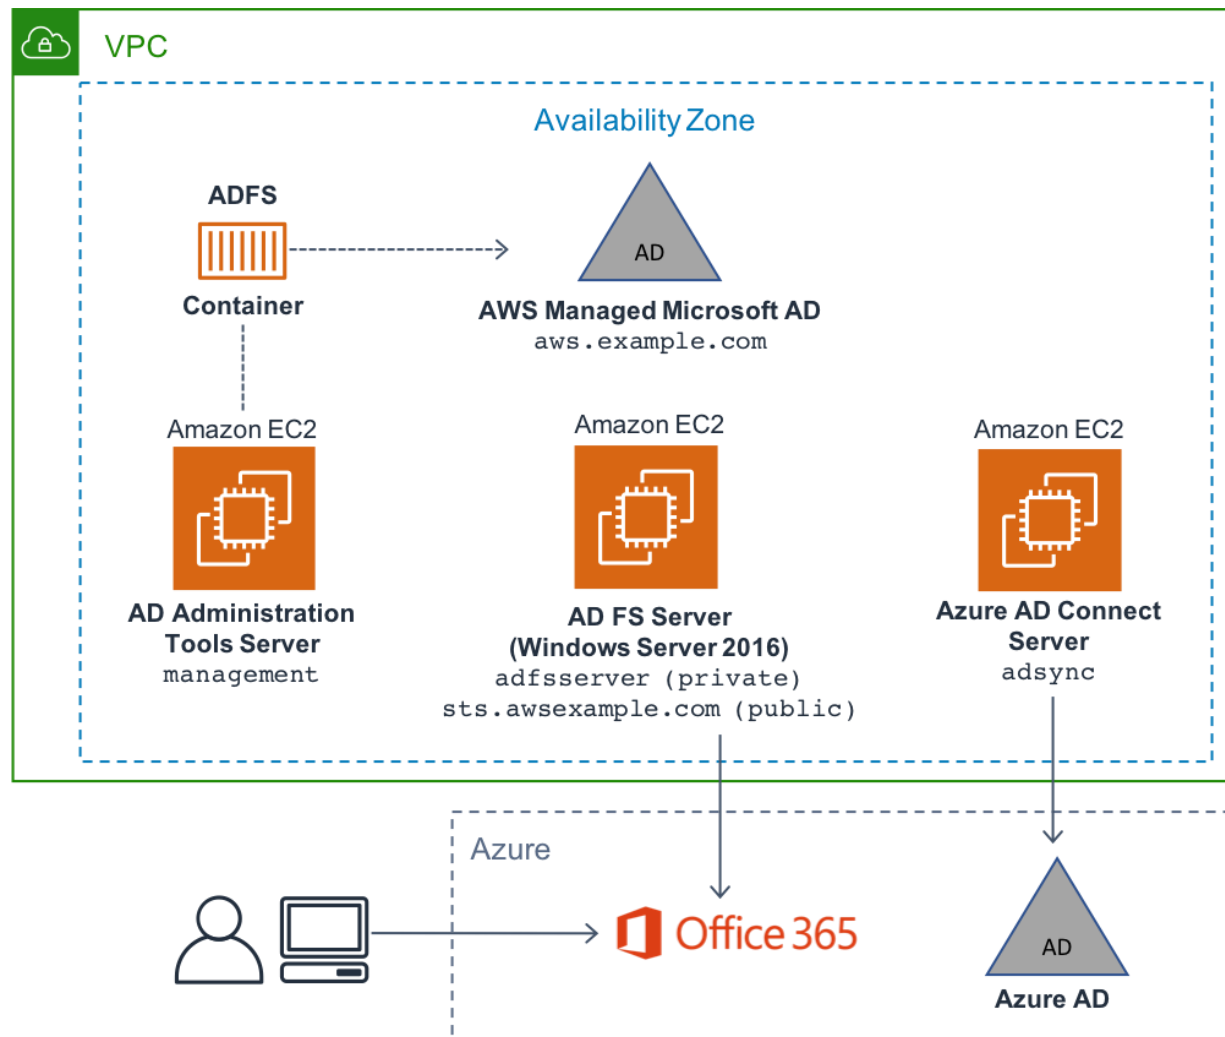 VPC
Availability Zone
ADFS
Container
AD
AWS Managed Microsoft AD
aws.example.com
Amazon EC2
AD Administration
Tools Server
management
Amazon EC2
AD FS Server
(Windows Server 2016)
adfsserver (private)
sts.awsexample.com (public)
Amazon EC2
Azure AD Connect
Server
adsync
Azure
Office 365
AD
Azure AD